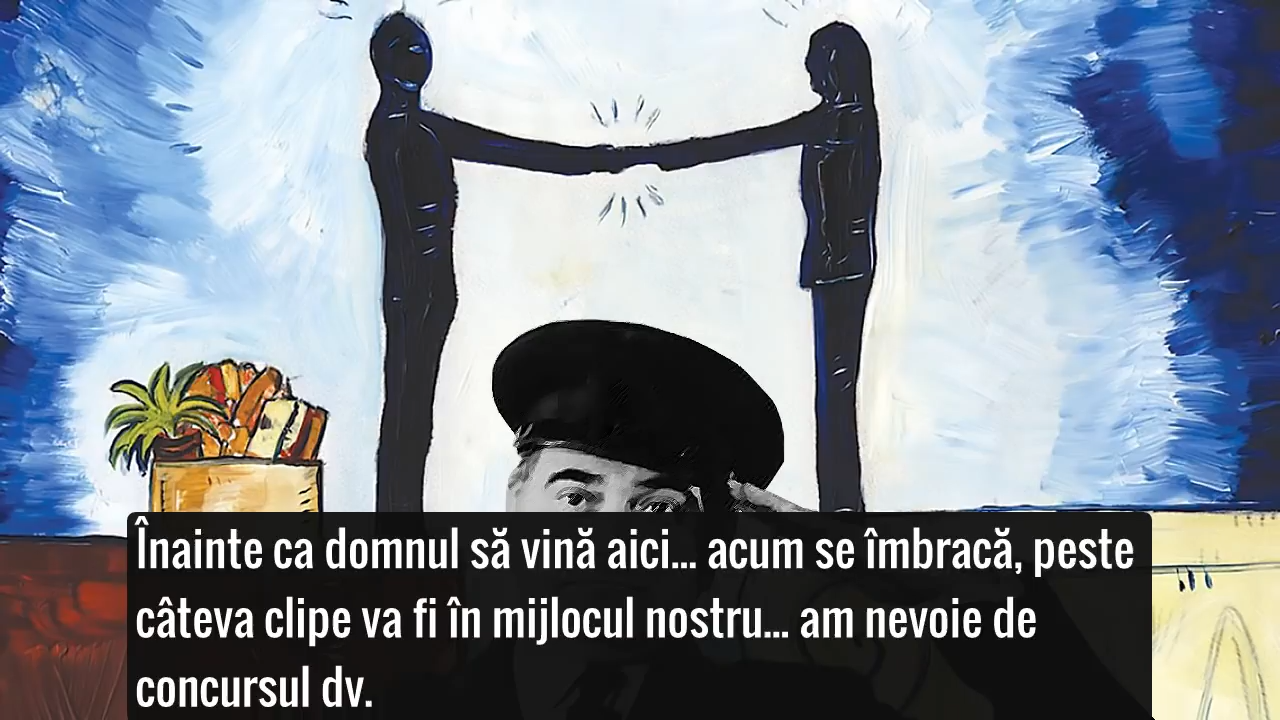 Înainte ca domnul să vină aici... acum se îmbracă, peste
câteva clipe va fi în mijlocul nostru... am nevoie de
concursul dv.